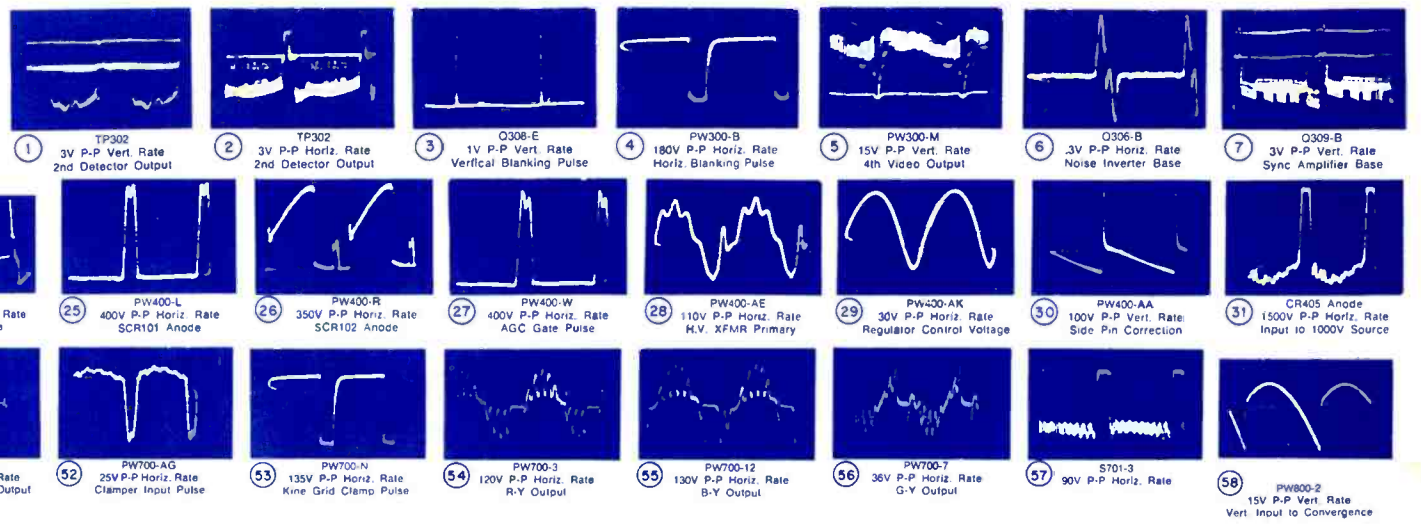 1
TP302
3V P-P Vert. Rate
2nd Detector Output
2
TP302
3V P-P Horiz. Rate
2nd Detector Output
3
Q308-E
1V P-P Vert. Rate
Vertical Blanking Pulse
4
PW300-B
180V P-P Horiz. Rate
Horiz. Blanking Pulse
5
PW300-M
15V P-P Vert. Rate
4th Video Output
6
Q306-B
.3V P-P Horiz. Rate
Noise Inverter Base
7
Q309-B
3V P-P Vert. Rate
Sync Amplifier Base
Rate
25
PW400-L
400V P-P Horiz. Rate
SCR101 Anode
26
PW400-R
350V P-P Horiz. Rate
SCR102 Anode
27
PW400-W
400V P-P Horiz. Rate
AGC Gate Pulse
28
PW400-AE
110V P-P Horiz. Rate
H.V. XFMR Primary
29
PW400-AK
30V P-P Horiz. Rate
Regulator Control Voltage
30
PW400-AA
100V P-P Vert. Rate
Side Pin Correction
31
CR405 Anode
1500V P-P Horiz. Rate
Input to 1000V Source
Rate
Output
52
PW700-AG
25V P-P Horiz. Rate
Clamper Input Pulse
53
PW700-N
135V P-P Horiz. Rate
Kine Grid Clamp Pulse
54
PW700-3
120V P-P Horiz. Rate
R-Y Output
55
PW700-12
130V P-P Horiz. Rate
B-Y Output
56
PW700-7
36V P-P Horiz. Rate
G-Y Output
57
S701-3
90V P-P Horiz. Rate
58
PW800-2
15V P-P Vert. Rate
Vert. Input to Convergence